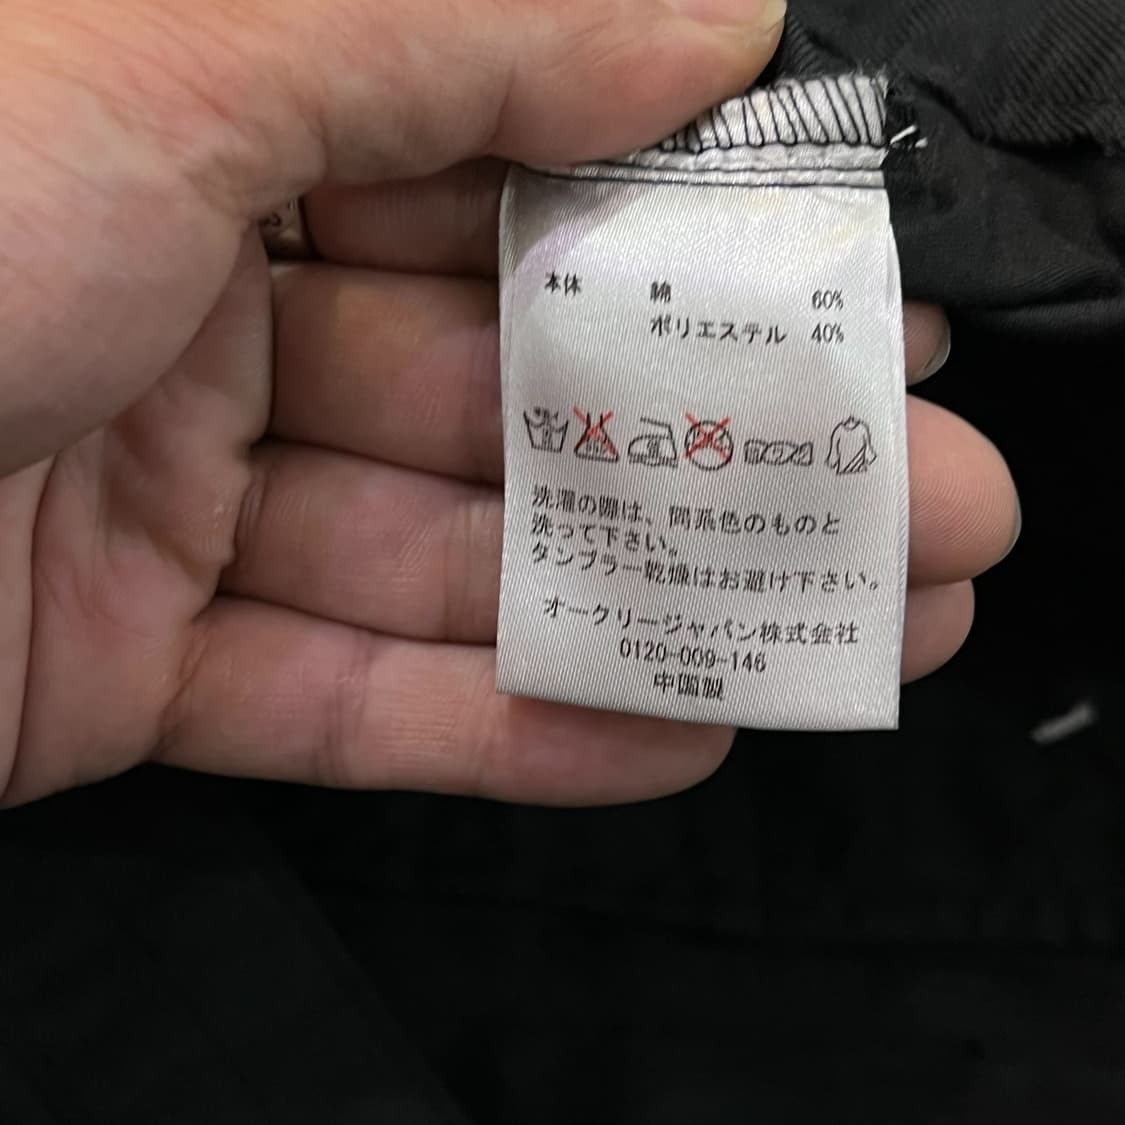 本体 綿 60%
ポリエステル 40%
洗濯の際は、同系色のものと
洗って下さい。
タンブラー乾燥はお避け下さい。
オークリージャパン株式会社
0120-009-146
中国製